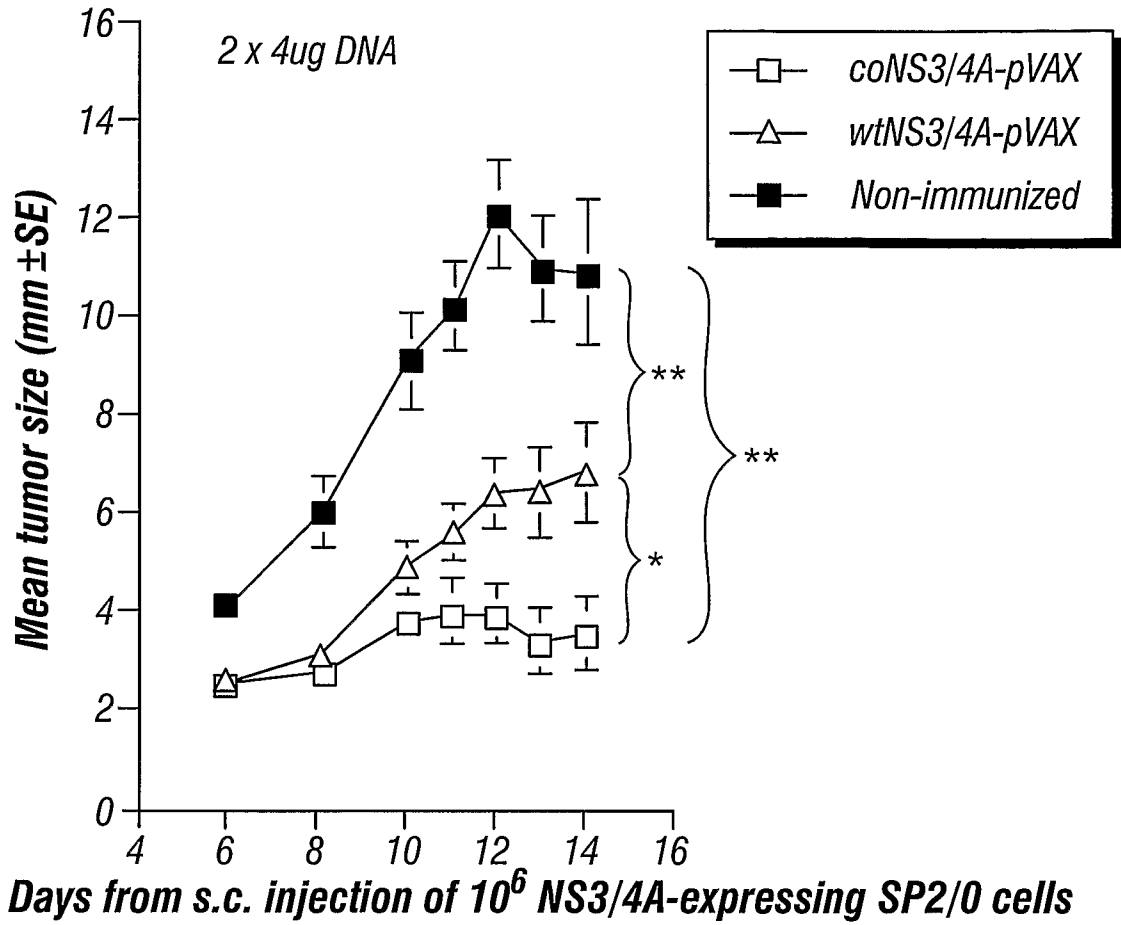 2 x 4ug DNA
coNS3/4A-pVAX
wtNS3/4A-pVAX
Non-immunized
Mean tumor size (mm ±SE)
16
14
12
10
8
6
4
2
0
**
**
*
4 6 8 10 12 14 16
Days from s.c. injection of 10⁶ NS3/4A-expressing SP2/0 cells